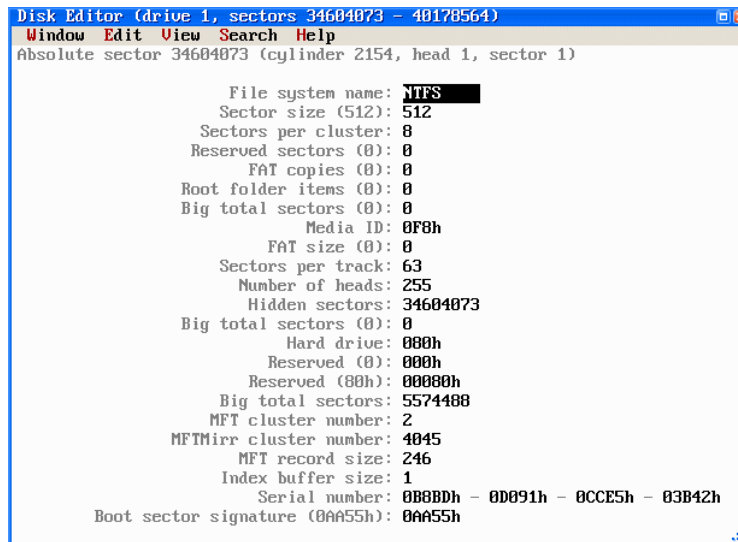 Disk Editor (drive 1, sectors 34604073 - 40178564)
Window Edit View Search Help
Absolute sector 34604073 (cylinder 2154, head 1, sector 1)
File system name: NTFS
Sector size (512): 512
Sectors per cluster: 8
Reserved sectors (0): 0
FAT copies (0): 0
Root folder items (0): 0
Big total sectors (0): 0
Media ID: 0F8h
FAT size (0): 0
Sectors per track: 63
Number of heads: 255
Hidden sectors: 34604073
Big total sectors (0): 0
Hard drive: 080h
Reserved (0): 000h
Reserved (80h): 00080h
Big total sectors: 5574488
MFT cluster number: 2
MFTMirr cluster number: 4045
MFT record size: 246
Index buffer size: 1
Serial number: 0B8BDh - 0D091h - 0CCE5h - 03B42h
Boot sector signature (0AA55h): 0AA55h